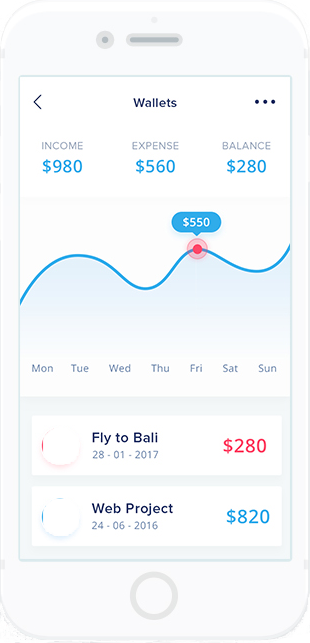 Wallets
INCOME EXPENSE BALANCE
$980 $560 $280
$550
Mon Tue Wed Thu Fri Sat Sun
Fly to Bali
28 - 01 - 2017
$280
Web Project
24 - 06 - 2016
$820